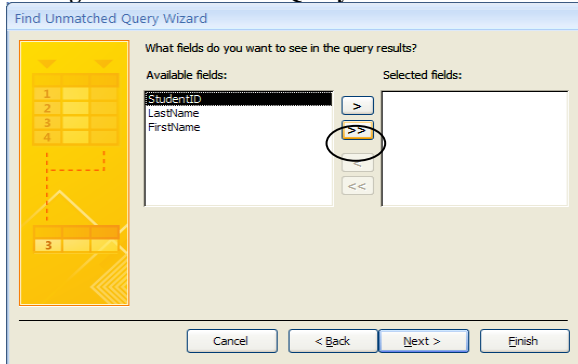 Find Unmatched Query Wizard
What fields do you want to see in the query results?
Available fields:
Selected fields:
StudentID
LastName
FirstName
>
>>
<
<<
1
2
3
4
3
Cancel
< Back
Next >
Finish